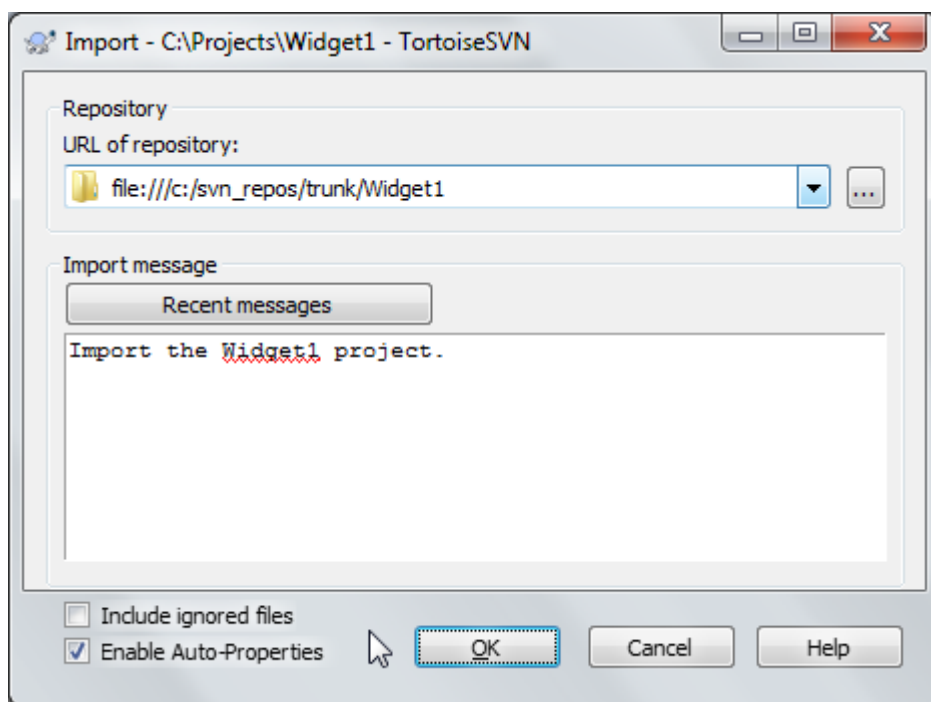 Import - C:\Projects\Widget1 - TortoiseSVN
Repository
URL of repository:
file:///c:/svn_repos/trunk/Widget1
...
Import message
Recent messages
Import the Widget1 project.
Include ignored files
Enable Auto-Properties
OK
Cancel
Help